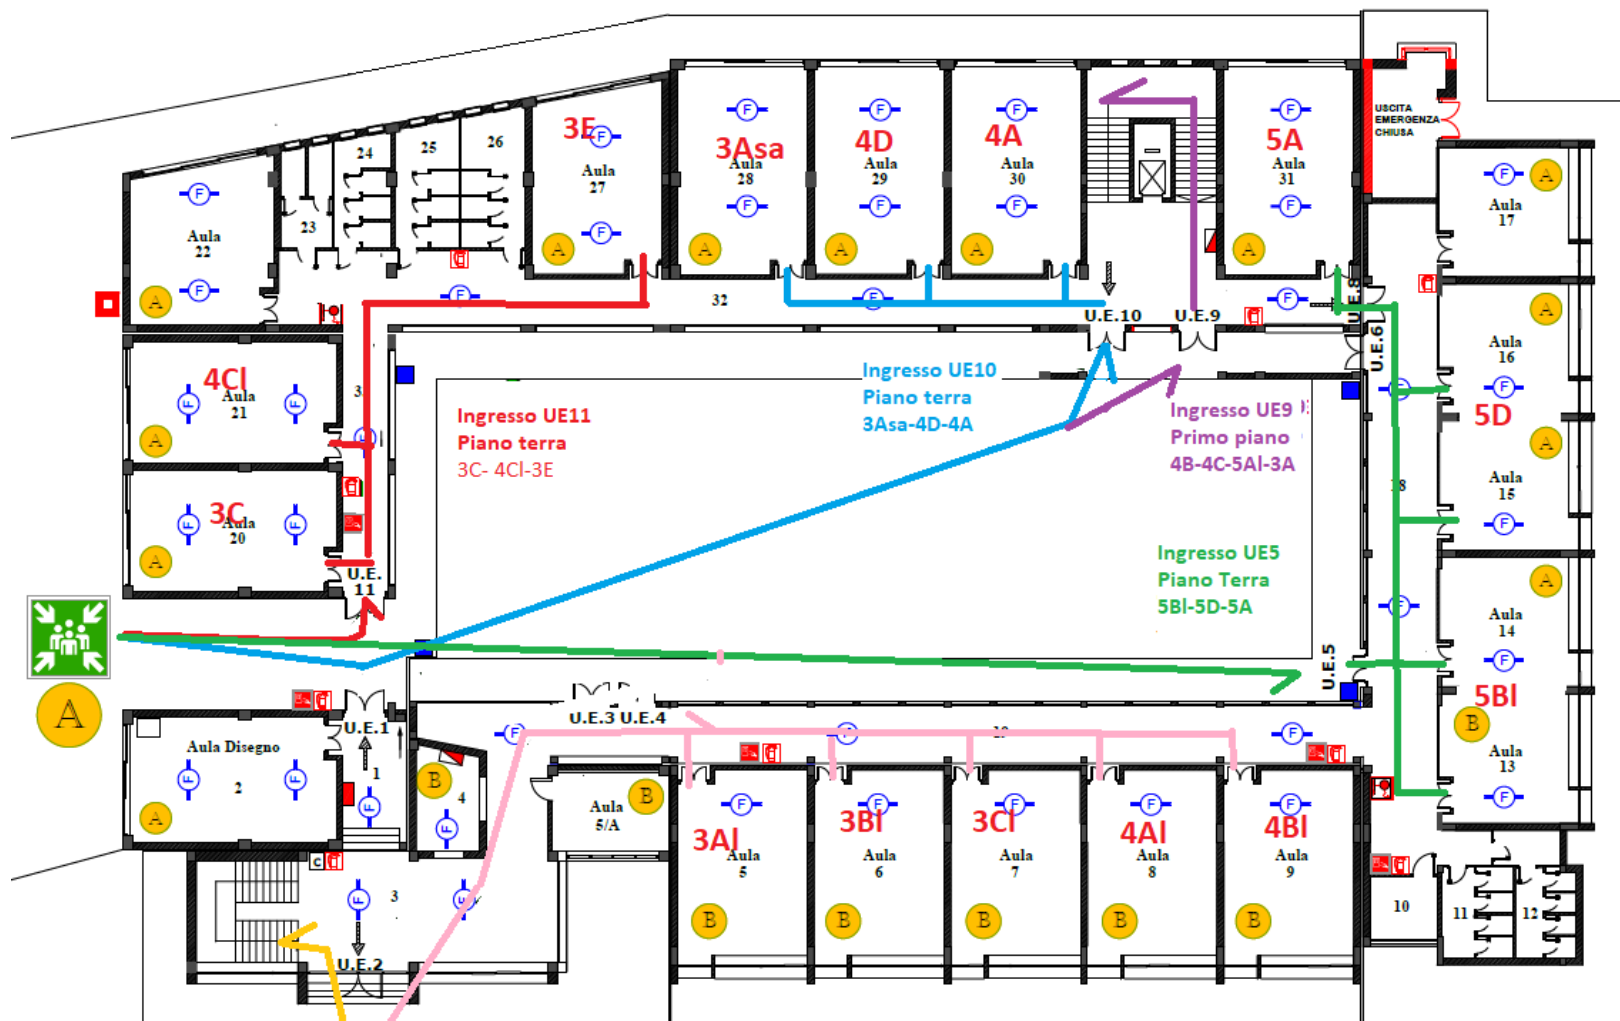 USCITA
EMERGENZA
CHIUSA
3E
F
Aula
27
A
24
25
26
23
F
Aula
22
F
A
F
3Asa
Aula
28
F
A
F
4D
Aula
29
F
A
F
4A
Aula
30
F
A
F
5A
Aula
31
F
A
F
Aula
17
A
F
32
F
F
U.E.10
U.E.9
U.E.8
U.E.6
A
Aula
16
F
5D
A
Aula
15
F
4Cl
Aula
21
F
F
A
3C
Aula
20
F
F
A
U.E.
11
Ingresso UE11
Piano terra
3C- 4Cl-3E
Ingresso UE10
Piano terra
3Asa-4D-4A
Ingresso UE9
Primo piano
4B-4C-5Al-3A
Ingresso UE5
Piano Terra
5Bl-5D-5A
F
F
A
Aula
14
F
5Bl
B
Aula
13
F
U.E.5
A
U.E.1
Aula Disegno
2
F
F
A
1
F
U.E.3 U.E.4
F
F
F
B
4
F
Aula
5/A
B
F
3Al
Aula
5
B
F
3Bl
Aula
6
B
F
3Cl
Aula
7
B
F
4Al
Aula
8
B
F
4Bl
Aula
9
B
C
3
F
F
U.E.2
10
11
12